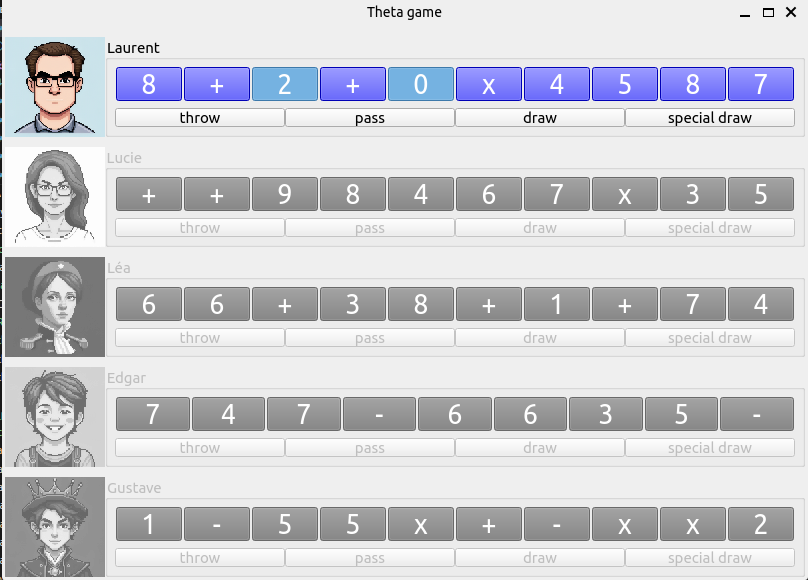 Theta game
Laurent
8 + 2 + 0 x 4 5 8 7
throw pass draw special draw
Lucie
+ + 9 8 4 6 7 x 3 5
throw pass draw special draw
Léa
6 6 + 3 8 + 1 + 7 4
throw pass draw special draw
Edgar
7 4 7 - 6 6 3 5 -
throw pass draw special draw
Gustave
1 - 5 5 x + - x x 2
throw pass draw special draw